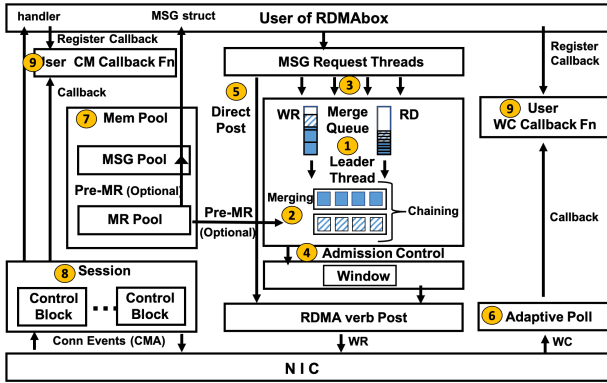 User of RDMAbox
handler
MSG struct
Register Callback
Register
Callback
9
User CM Callback Fn
MSG Request Threads
Callback
5
3
Direct
Post
7
Mem Pool
WR
Merge
Queue
RD
1
9
User
WC Callback Fn
MSG Pool
Leader
Thread
Pre-MR (Optional)
Merging
MR Pool
Pre-MR
(Optional)
2
Chaining
Callback
4
Admission Control
8
Session
Window
Control
Block
Control
Block
RDMA verb Post
6
Adaptive Poll
Conn Events (CMA)
WR
WC
NIC